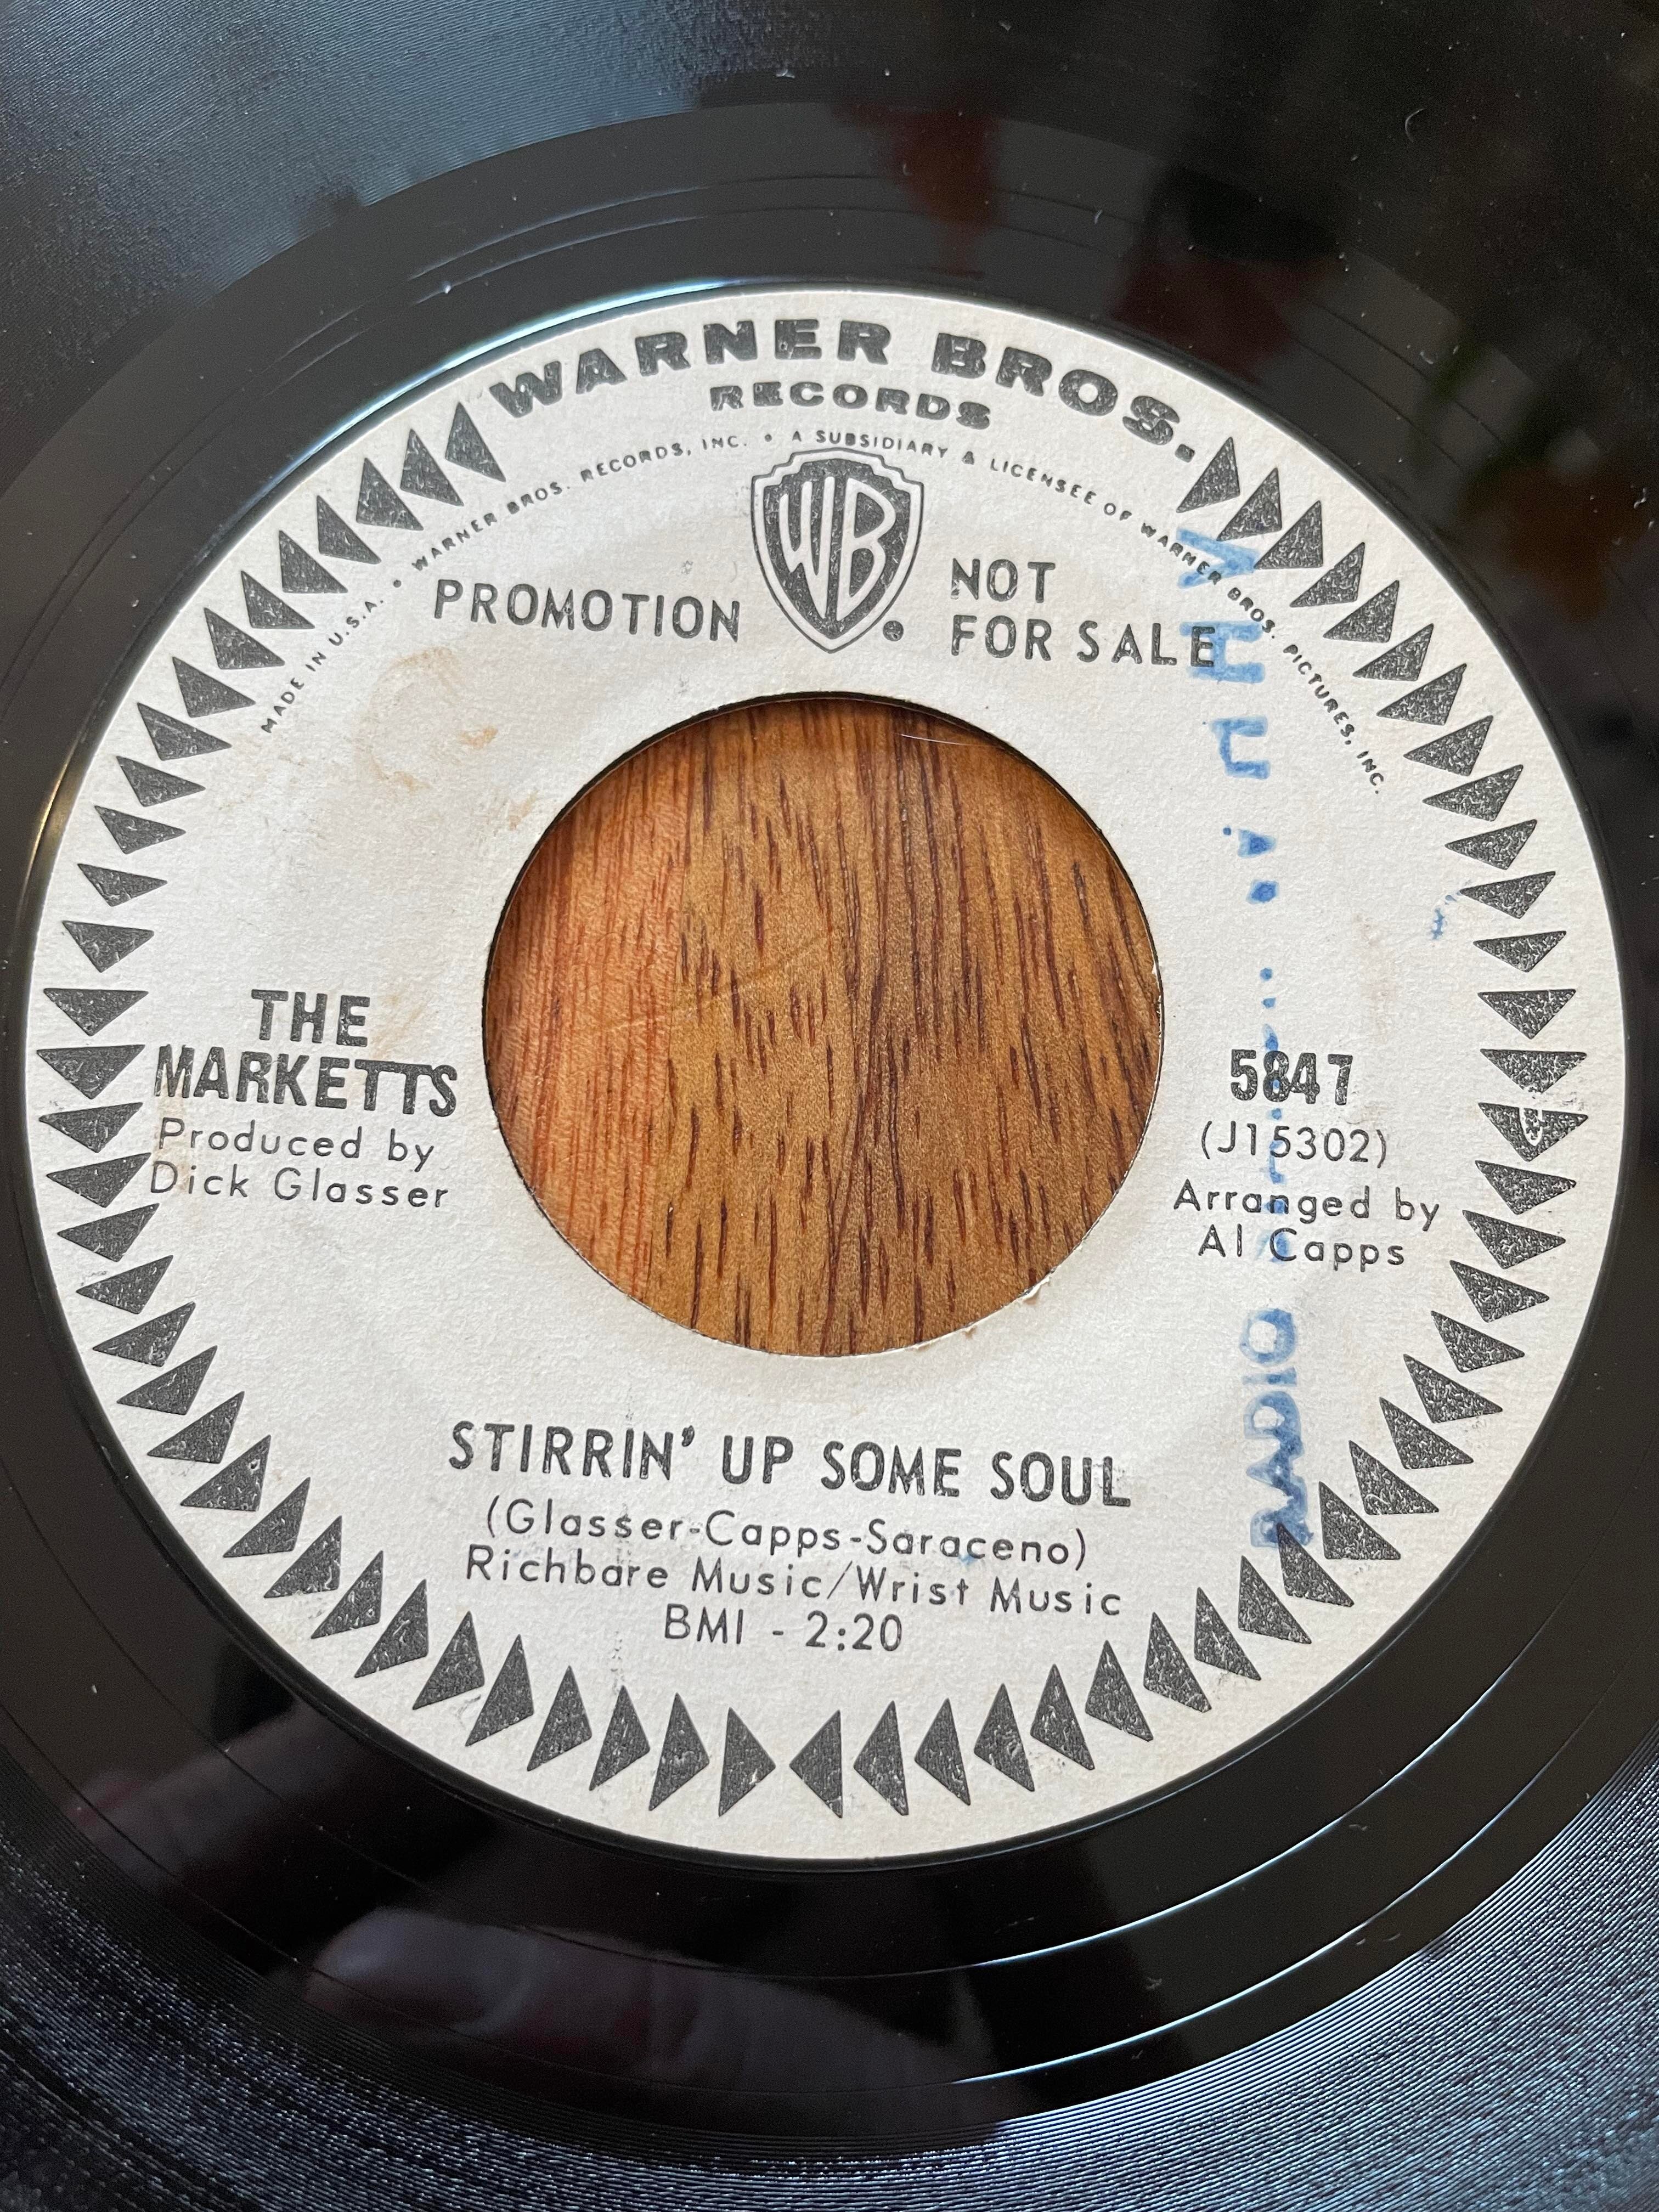 WARNER BROS.
RECORDS
MADE IN U.S.A. • WARNER BROS. RECORDS, INC. • A SUBSIDIARY & LICENSEE OF WARNER BROS. PICTURES, INC.
WB
PROMOTION
NOT
FOR SALE
THE
MARKETTS
Produced by
Dick Glasser
5847
(J15302)
Arranged by
Al Capps
STIRRIN' UP SOME SOUL
(Glasser-Capps-Saraceno)
Richbare Music/Wrist Music
BMI - 2:20
RADIO